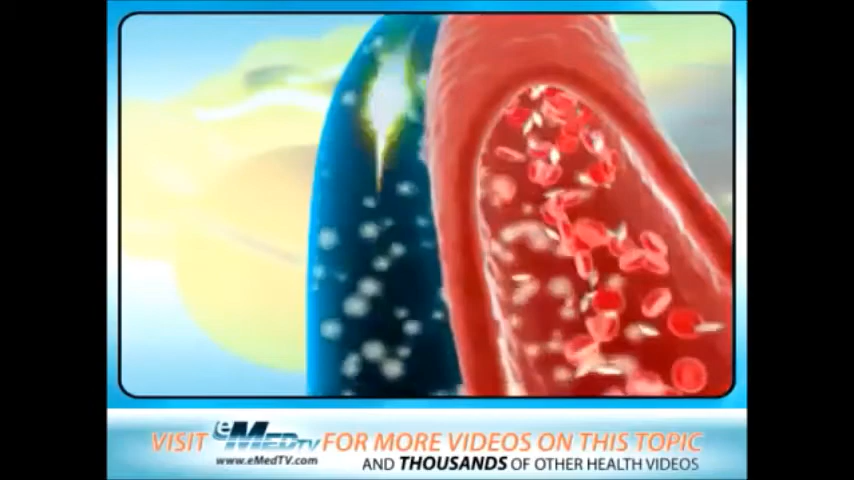 VISIT eMEDTV FOR MORE VIDEOS ON THIS TOPIC
www.eMedTV.com AND THOUSANDS OF OTHER HEALTH VIDEOS